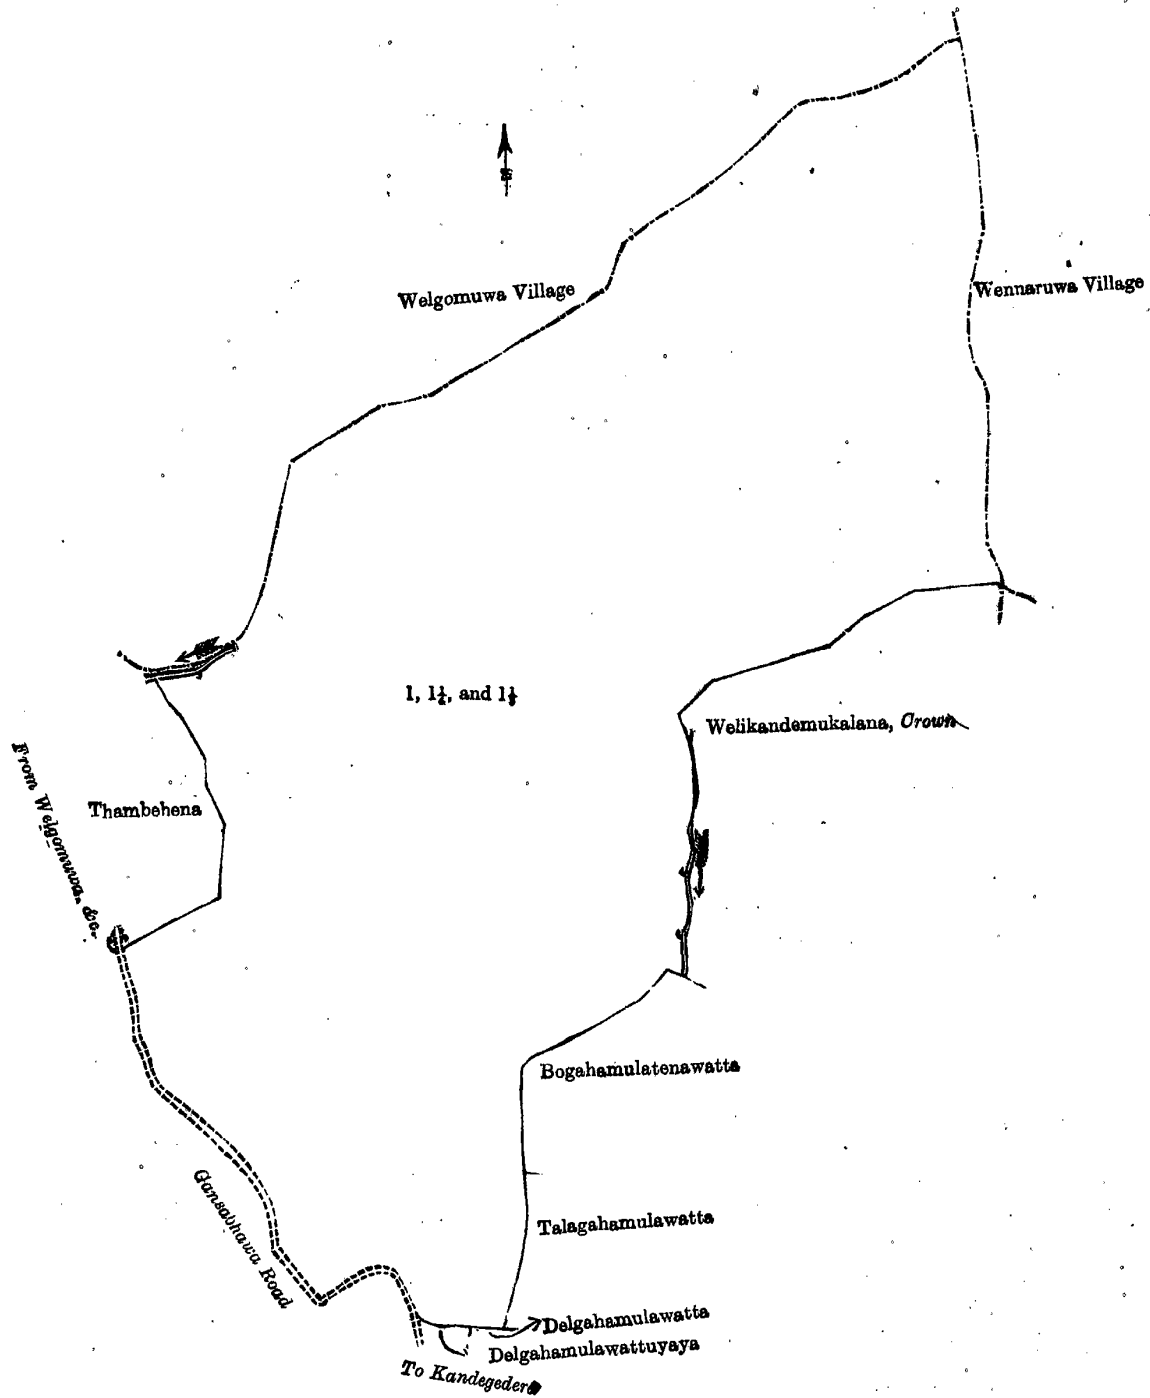 Welgomuwa Village
Wennaruwa Village
1, 1¼, and 1⅓
Welikandemukalana, Crown
From Welgomuwa, &c.
Thambehena
Bogahamulatenawatta
Gansabhawa Road
Talagahamulawatta
Delgahamulawatta
Delgahamulawattuyaya
To Kandegedera